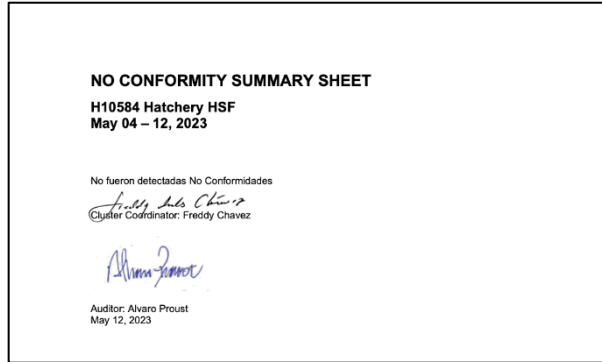 NO CONFORMITY SUMMARY SHEET
H10584 Hatchery HSF
May 04 – 12, 2023
No fueron detectadas No Conformidades
Cluster Coordinator: Freddy Chavez
Auditor: Alvaro Proust
May 12, 2023